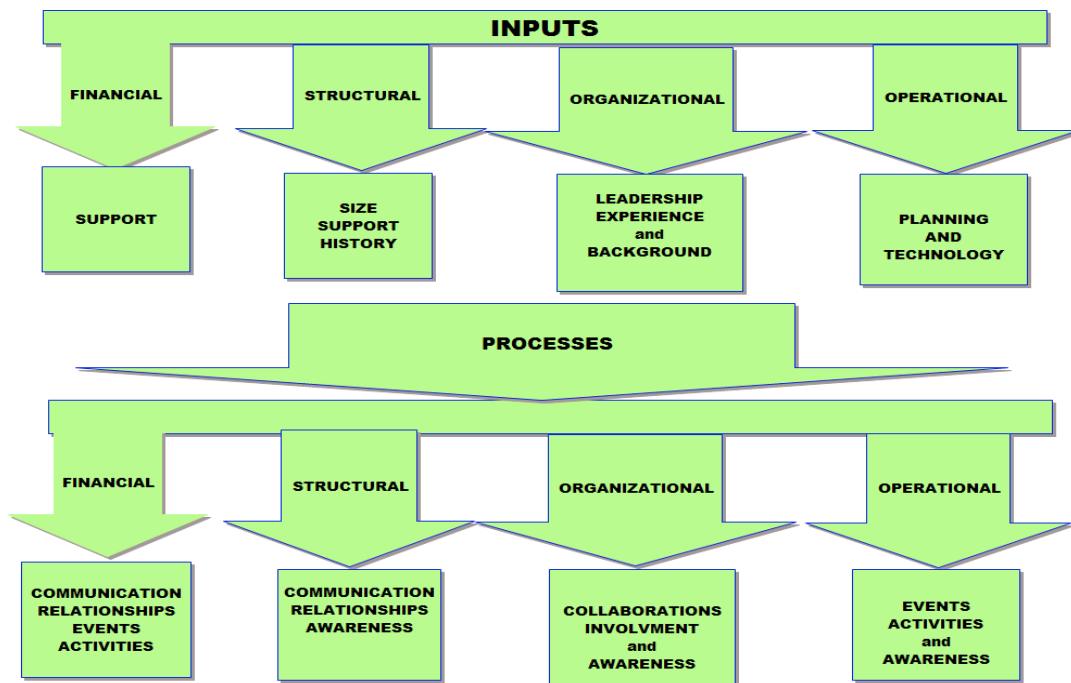 INPUTS
FINANCIAL
STRUCTURAL
ORGANIZATIONAL
OPERATIONAL
SUPPORT
SIZE
SUPPORT
HISTORY
LEADERSHIP
EXPERIENCE
and
BACKGROUND
PLANNING
AND
TECHNOLOGY
PROCESSES
FINANCIAL
STRUCTURAL
ORGANIZATIONAL
OPERATIONAL
COMMUNICATION
RELATIONSHIPS
EVENTS
ACTIVITIES
COMMUNICATION
RELATIONSHIPS
AWARENESS
COLLABORATIONS
INVOLVMENT
and
AWARENESS
EVENTS
ACTIVITIES
and
AWARENESS